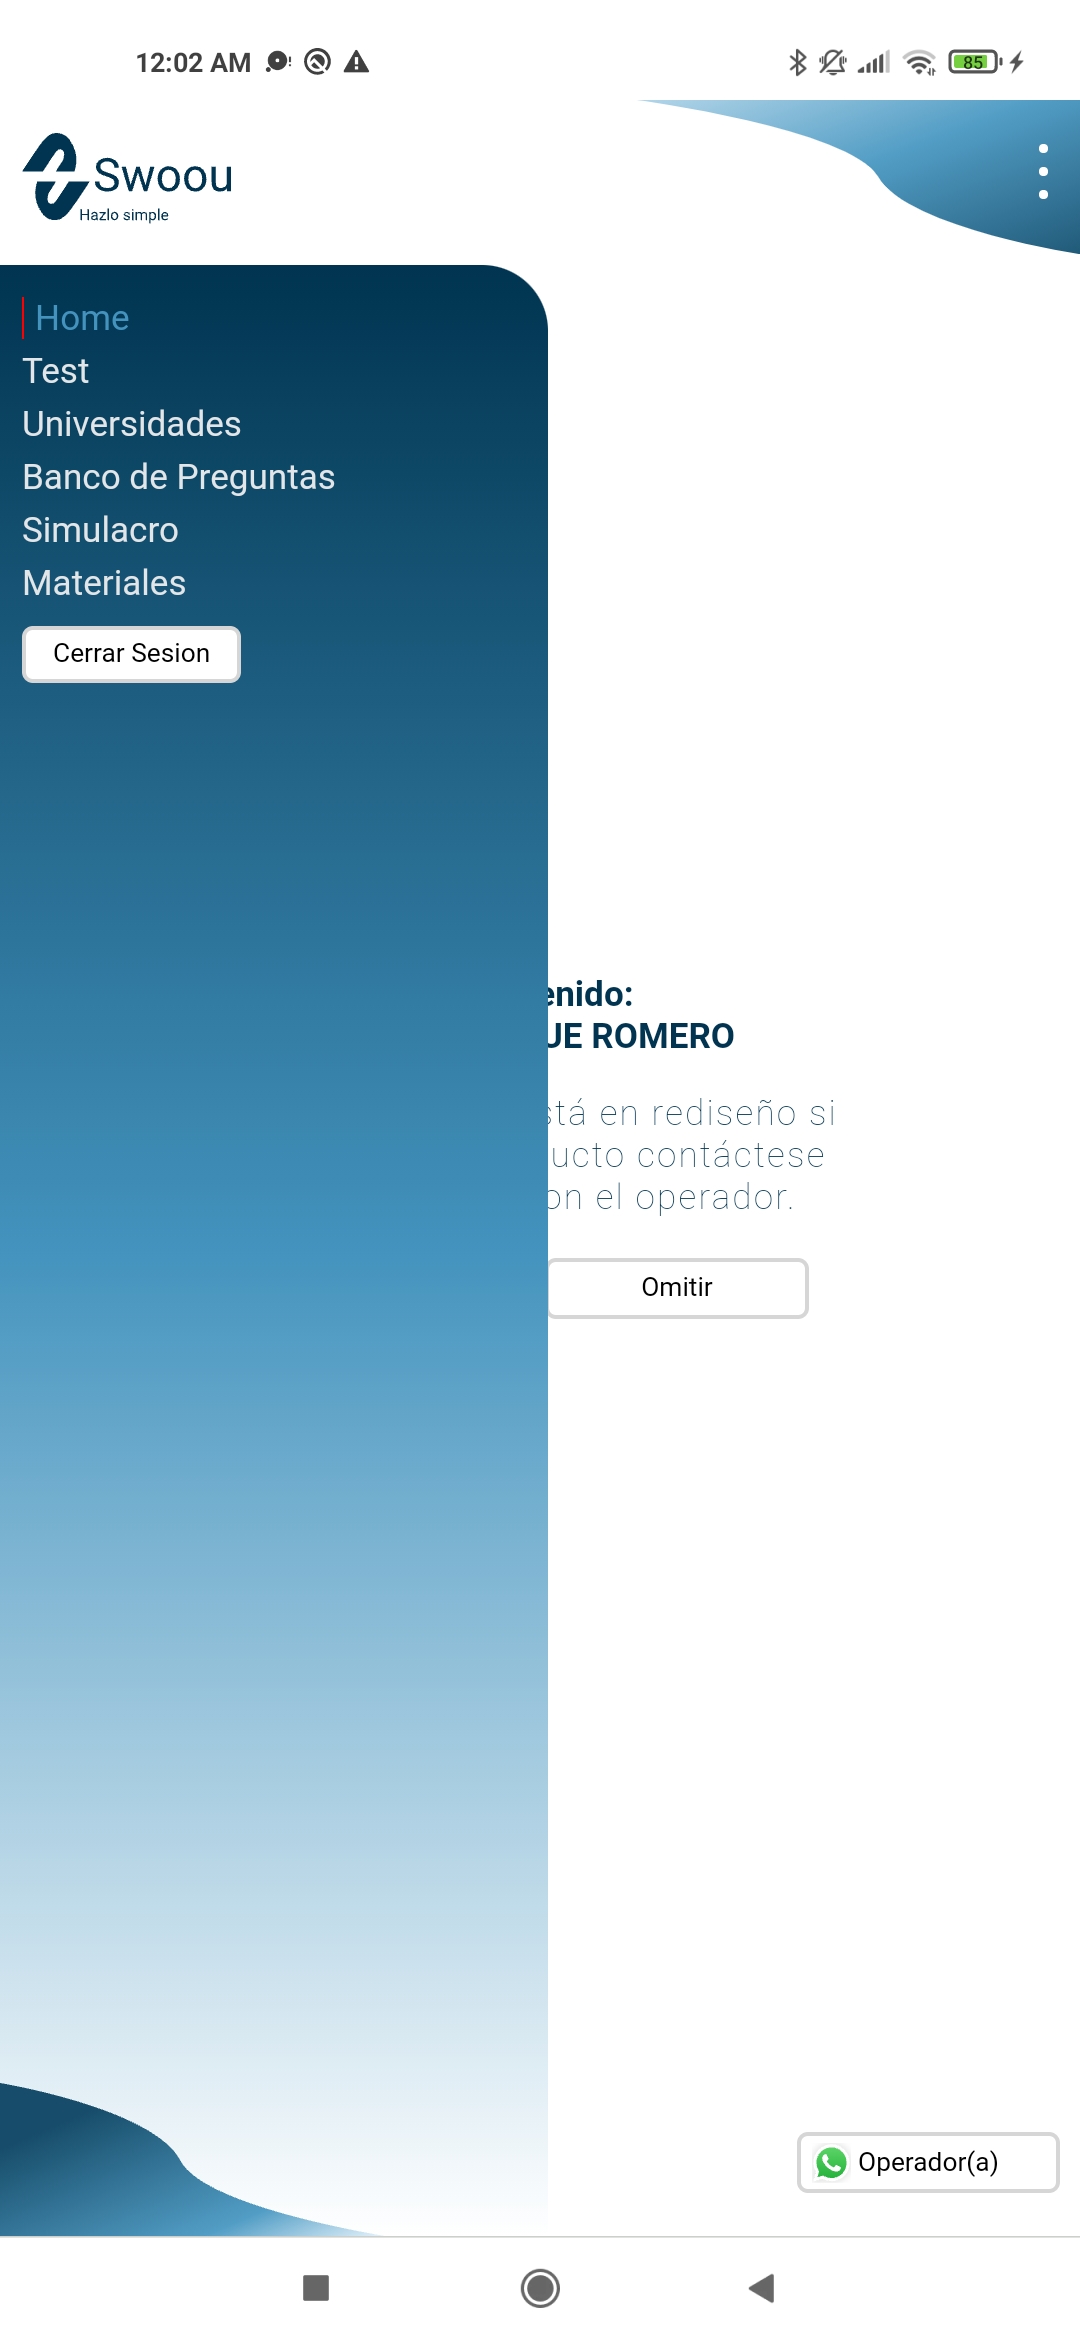 12:02 AM
85
Swoou
Hazlo simple
Home
Test
Universidades
Banco de Preguntas
Simulacro
Materiales
Cerrar Sesion
enido:
UE ROMERO
stá en rediseño si
ucto contáctese
on el operador.
Omitir
Operador(a)